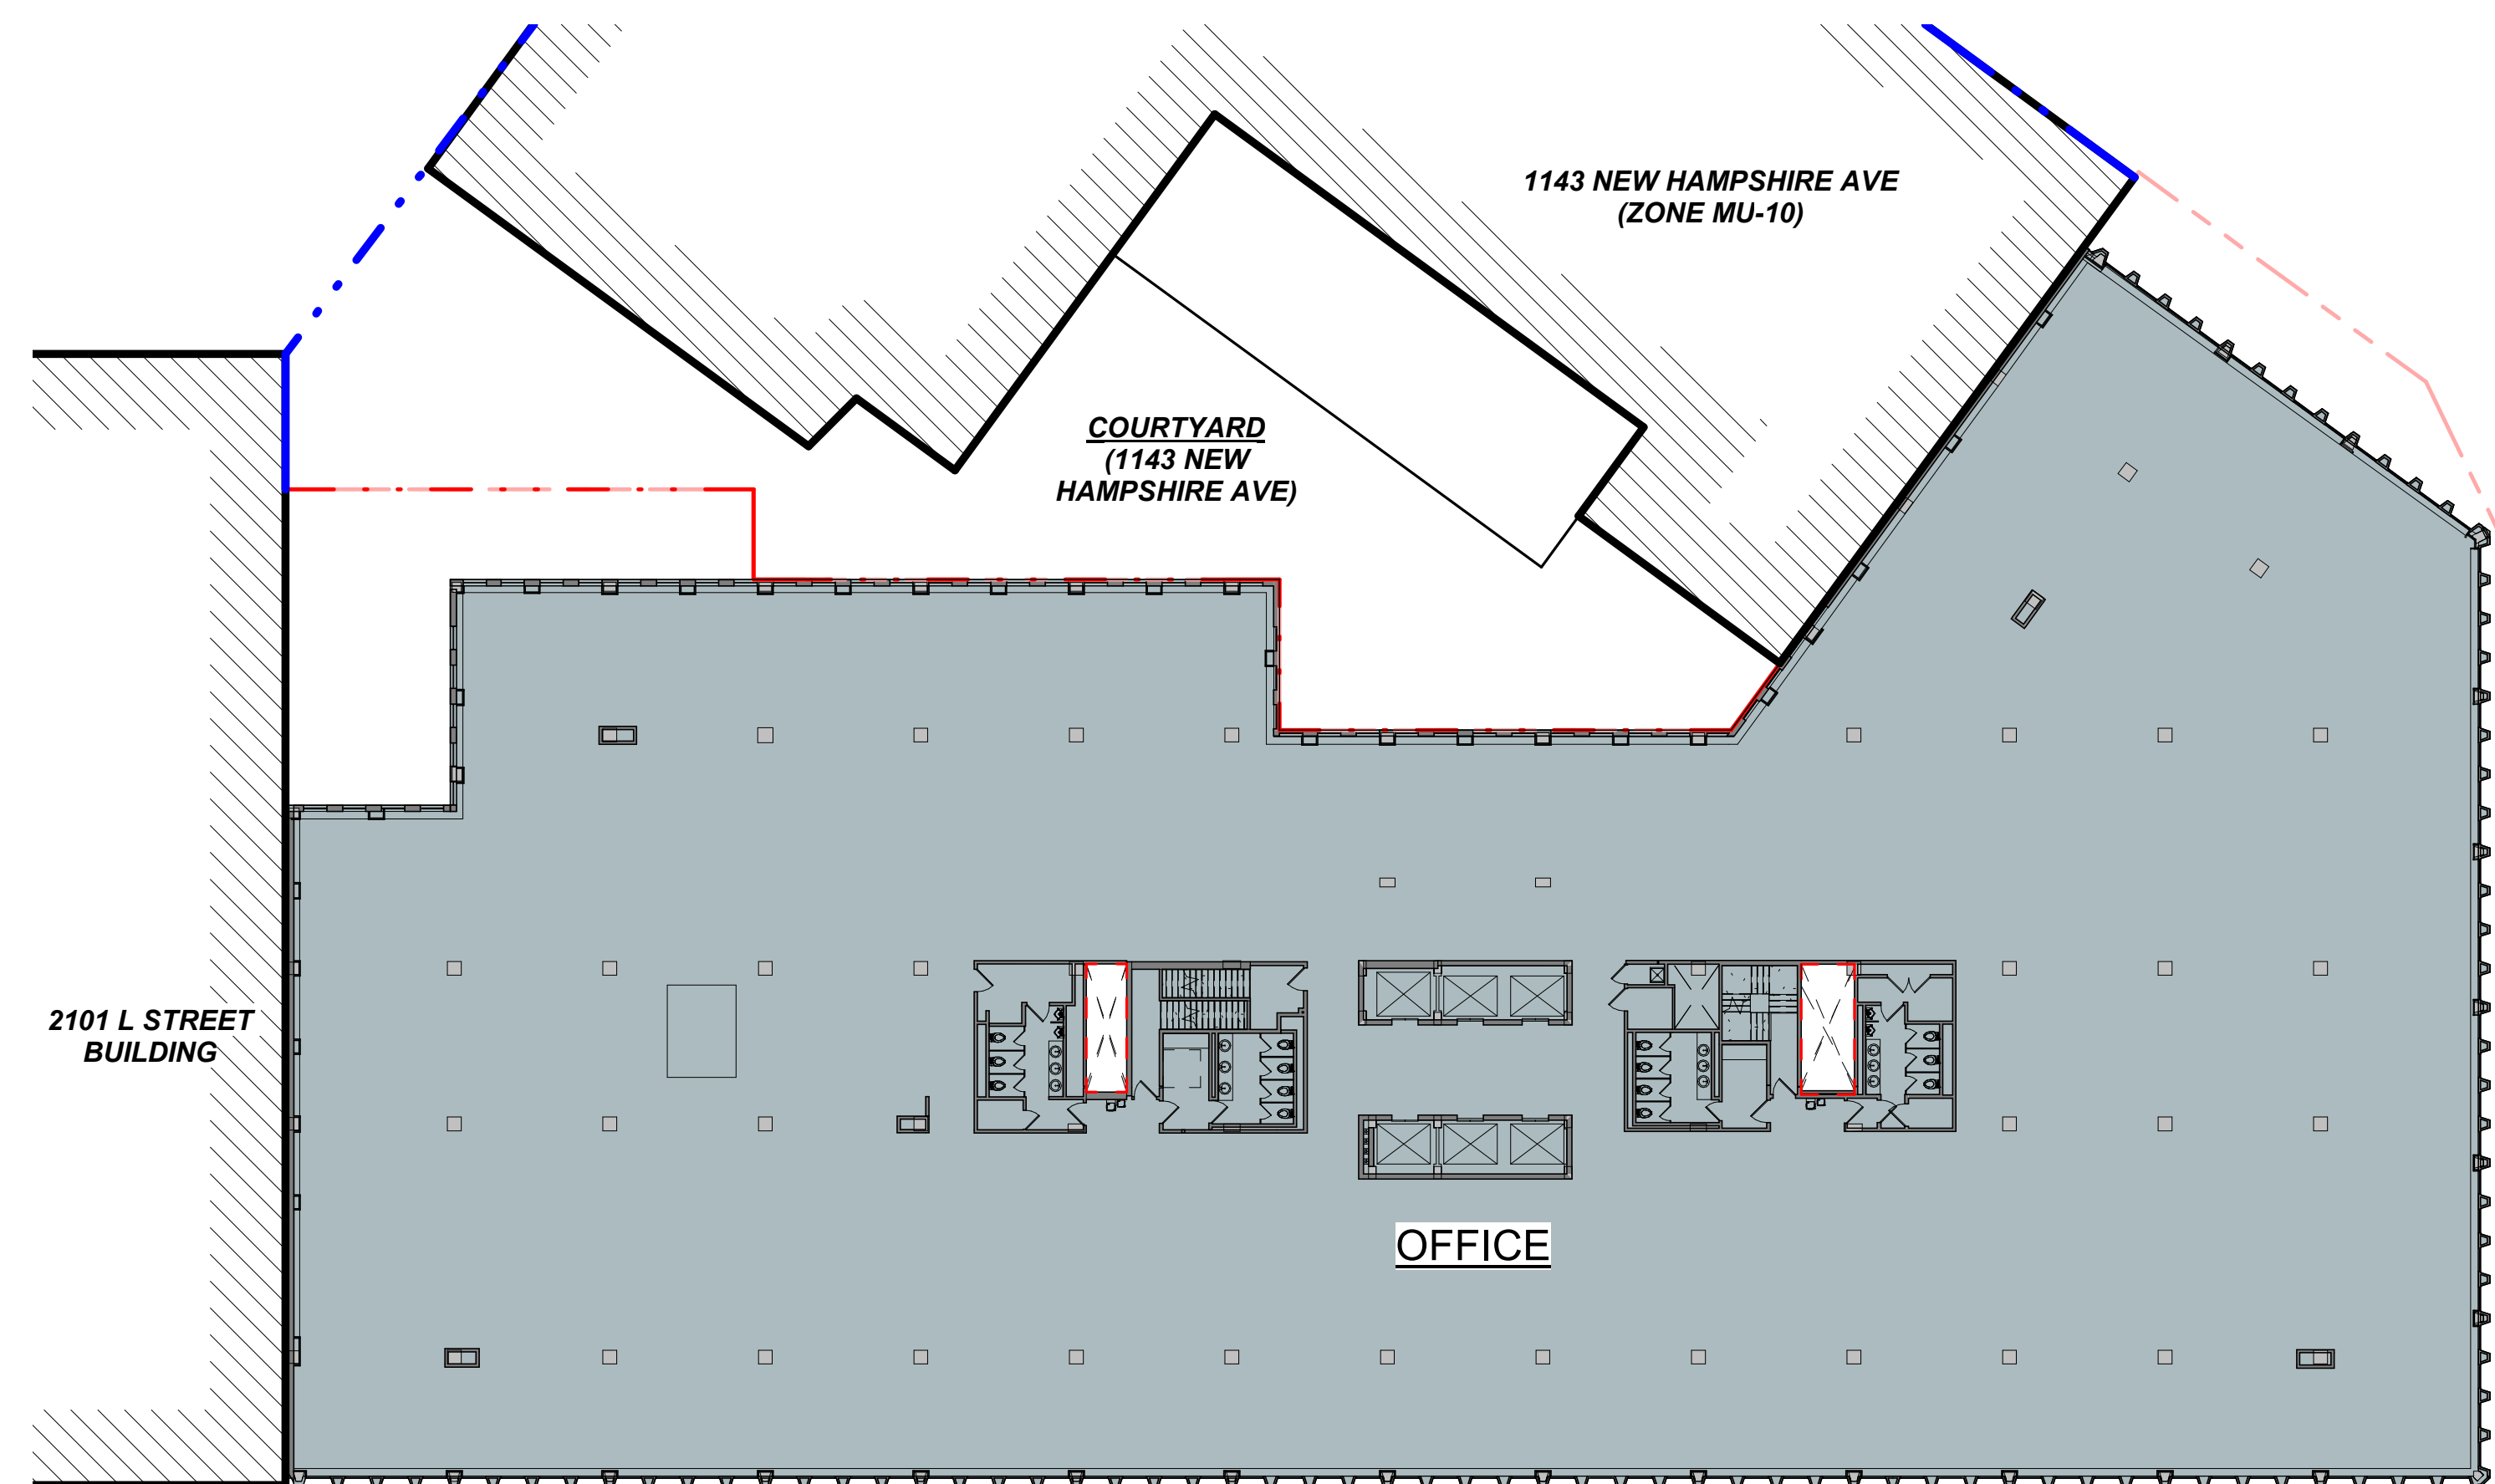 1143 NEW HAMPSHIRE AVE
(ZONE MU-10)
COURTYARD
(1143 NEW
HAMPSHIRE AVE)
2101 L STREET
BUILDING
OFFICE